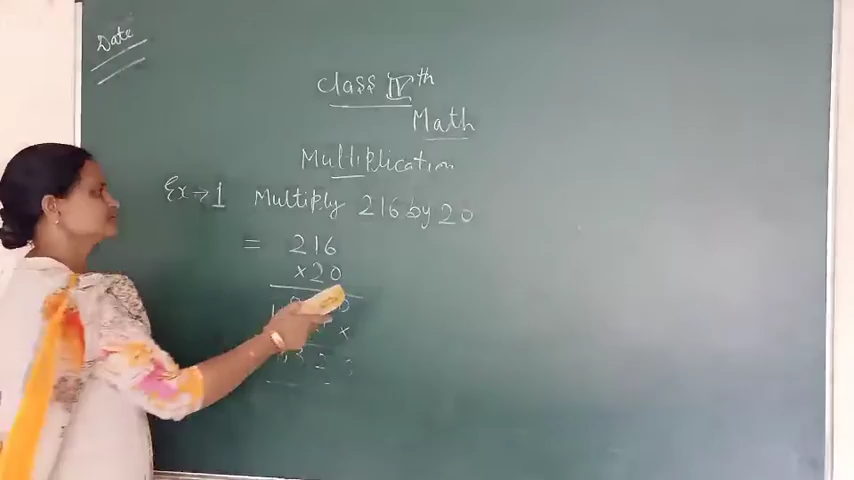 Date
Class IVth
Math
Multiplication
Ex→1 Multiply 216 by 20
= 216
×20
×